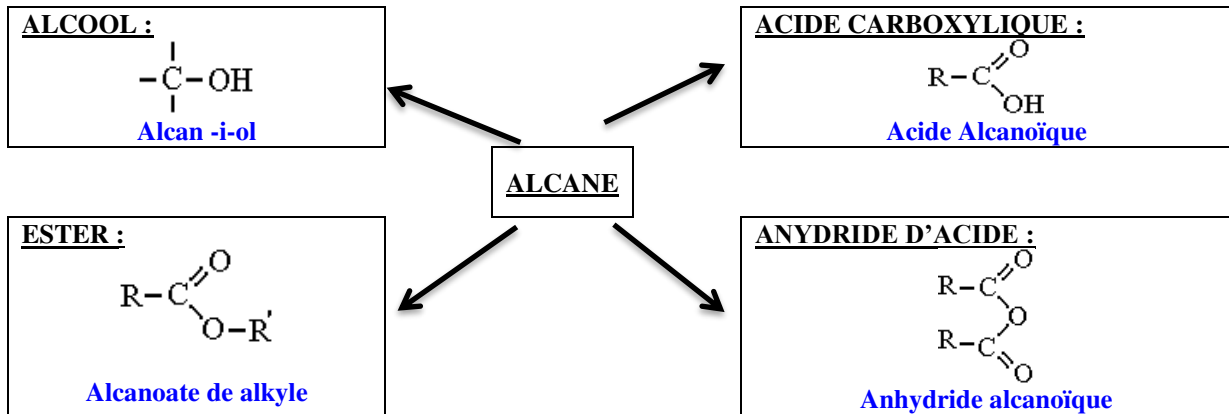 ALCOOL :
– C – OH
Alcan -i-ol
ACIDE CARBOXYLIQUE :
O
R – C
OH
Acide Alcanoïque
ALCANE
ESTER :
O
R – C
O – R'
Alcanoate de alkyle
ANYDRIDE D'ACIDE :
O
R – C
O
R – C
O
Anhydride alcanoïque